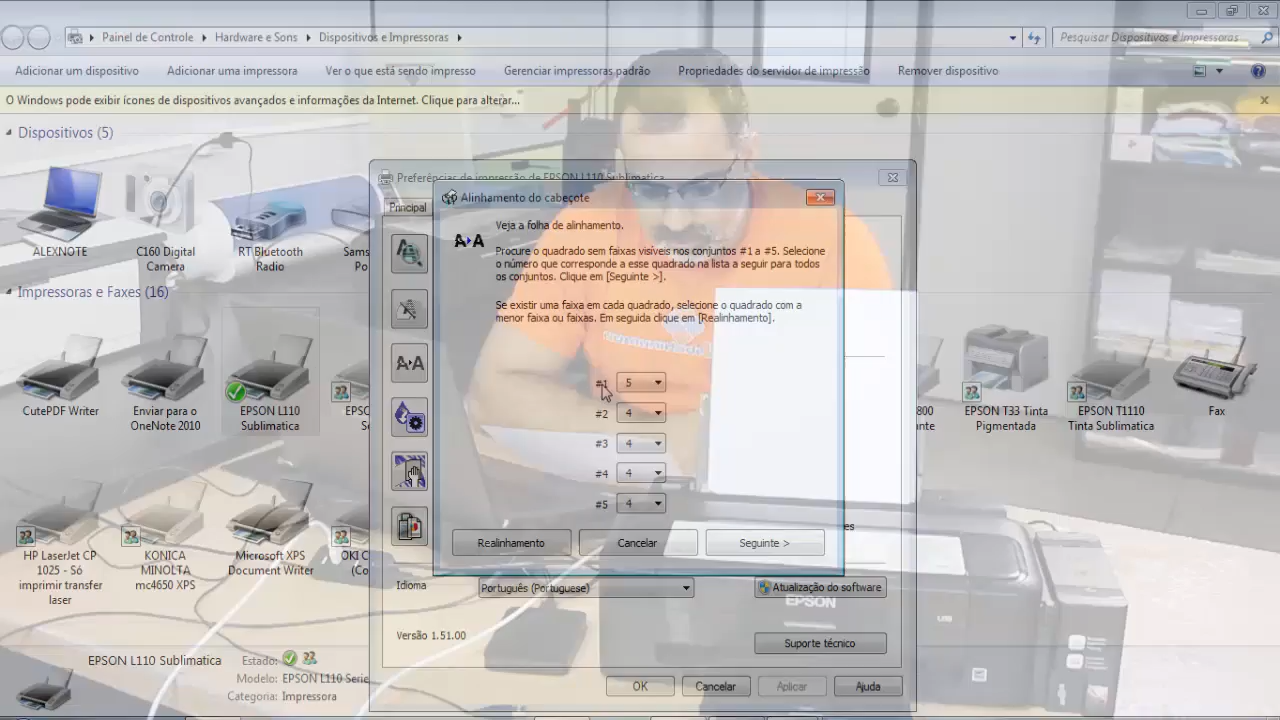 Painel de Controle
Hardware e Sons
Dispositivos e Impressoras
Pesquisar Dispositivos e Impressoras
Adicionar um dispositivo
Adicionar uma impressora
Ver o que está sendo impresso
Gerenciar impressoras padrão
Propriedades do servidor de impressão
Remover dispositivo
O Windows pode exibir ícones de dispositivos avançados e informações da Internet. Clique para alterar...
Dispositivos (5)
ALEXNOTE
C160 Digital
Camera
RT Bluetooth
Radio
Sams
Po
Impressoras e Faxes (16)
CutePDF Writer
Enviar para o
OneNote 2010
EPSON L110
Sublimatica
EPSC
S
800
ante
EPSON T33 Tinta
Pigmentada
EPSON T1110
Tinta Sublimatica
Fax
HP LaserJet CP
1025 - Só
imprimir transfer
laser
KONICA
MINOLTA
mc4650 XPS
Microsoft XPS
Document Writer
OKI C
(Co
Preferências de impressão de EPSON L110 Sublimatica
Principal
Alinhamento do cabeçote
Veja a folha de alinhamento.
Procure o quadrado sem faixas visíveis nos conjuntos #1 a #5. Selecione
o número que corresponde a esse quadrado na lista a seguir para todos
os conjuntos. Clique em [Seguinte >].
Se existir uma faixa em cada quadrado, selecione o quadrado com a
menor faixa ou faixas. Em seguida clique em [Realinhamento].
#1 5
#2 4
#3 4
#4 4
#5 4
es
Realinhamento
Cancelar
Seguinte >
Idioma
Português (Portuguese)
Atualização do software
EPSON
Versão 1.51.00
Suporte técnico
OK
Cancelar
Aplicar
Ajuda
EPSON L110 Sublimatica
Estado:
Modelo: EPSON L110 Serie
Categoria: Impressora